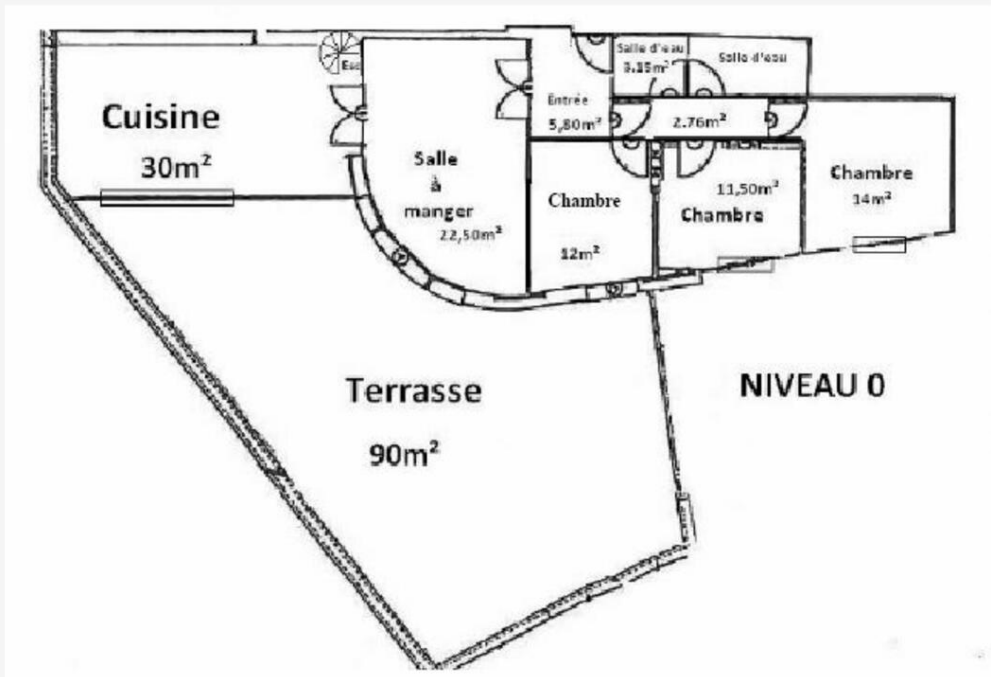 Cuisine
30m²
Esc
Salle
à
manger
22,50m²
Entrée
5,80m²
Salle d'eau
3.15m²
Salle d'eau
2.76m²
Chambre
12m²
11,50m²
Chambre
Chambre
14m²
Terrasse
90m²
NIVEAU 0